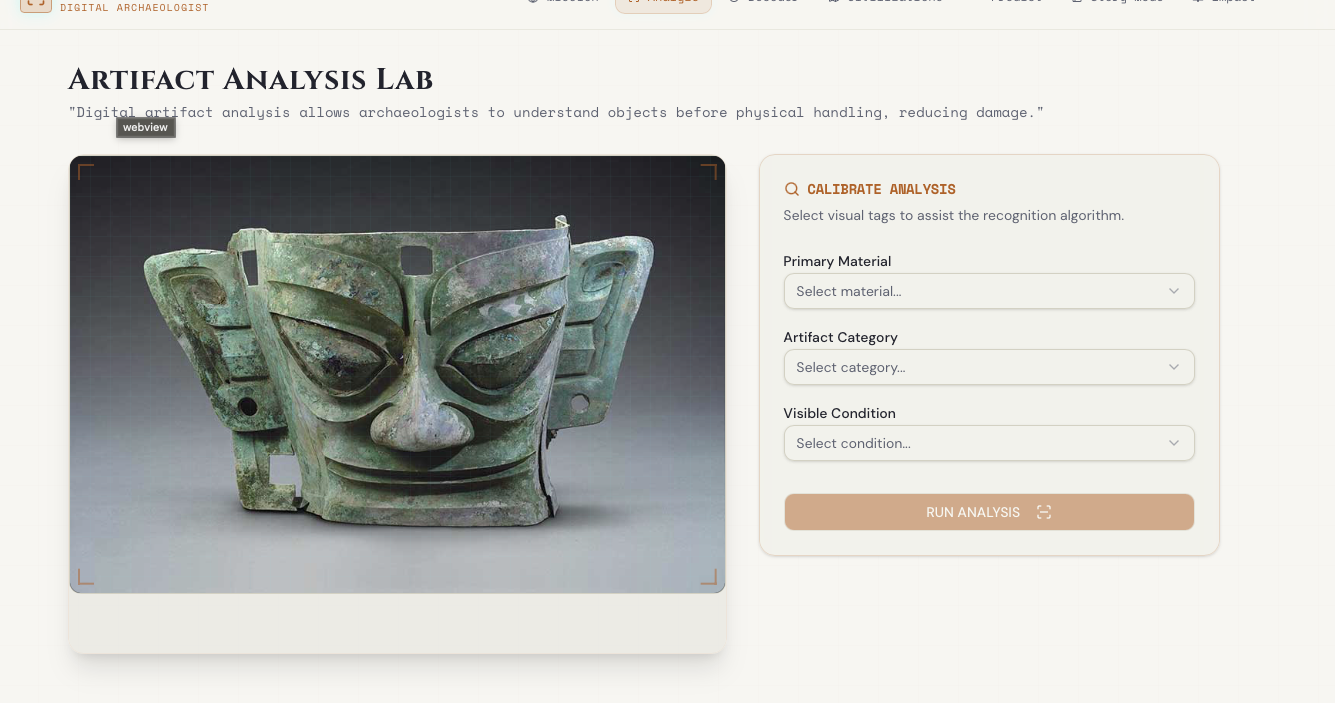 DIGITAL ARCHAEOLOGIST
Artifact Analysis Lab
"Digital artifact analysis allows archaeologists to understand objects before physical handling, reducing damage."
webview
CALIBRATE ANALYSIS
Select visual tags to assist the recognition algorithm.
Primary Material
Select material...
Artifact Category
Select category...
Visible Condition
Select condition...
RUN ANALYSIS